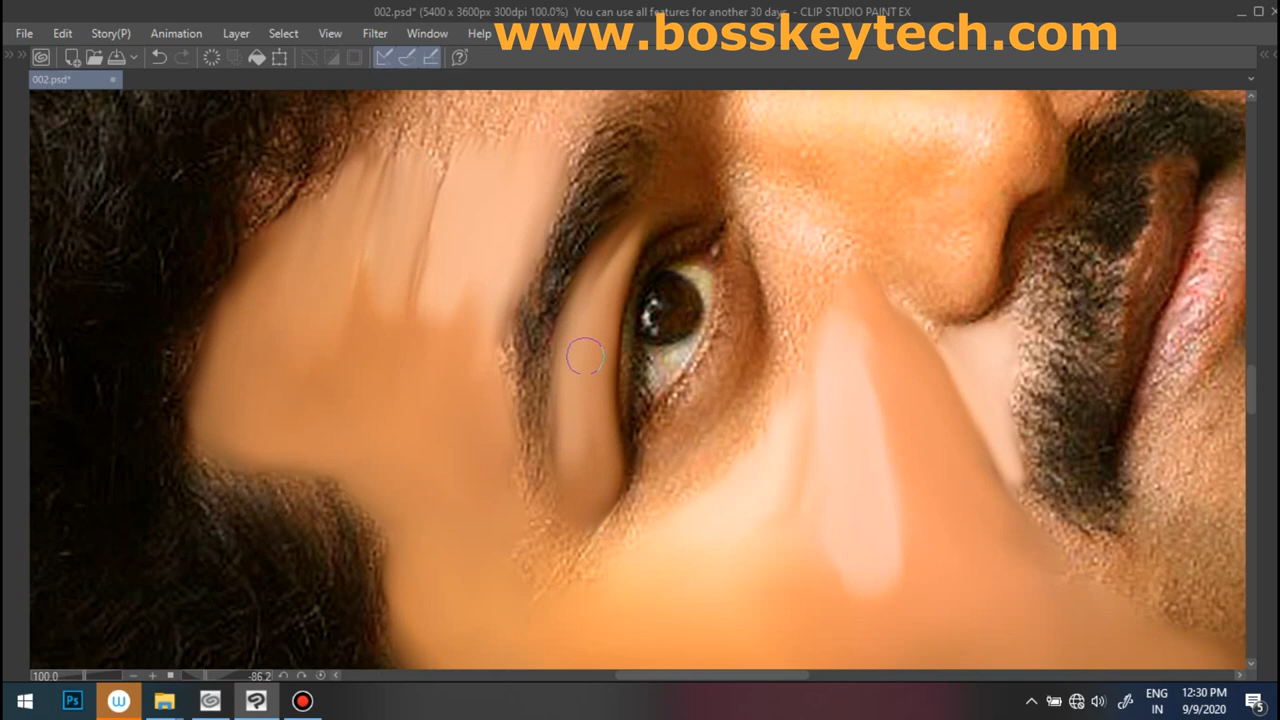 002.psd* (5400 x 3600px 300dpi 100.0%) You can use all features for another 30 days. - CLIP STUDIO PAINT EX
www.bosskeytech.com
File Edit Story(P) Animation Layer Select View Filter Window Help
002.psd*
100.0
-86.2
Ps
W
ENG
IN
12:30 PM
9/9/2020
5